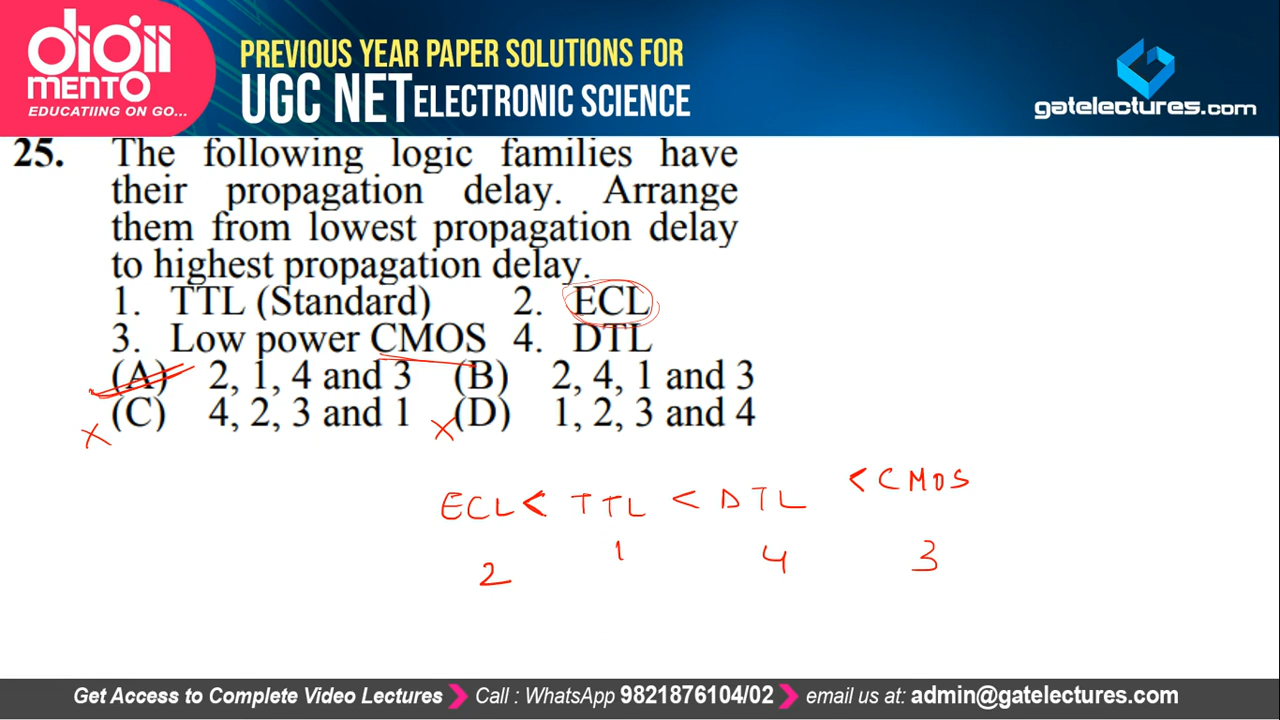 dioii
MENTO
EDUCATIING ON GO...
PREVIOUS YEAR PAPER SOLUTIONS FOR
UGC NET ELECTRONIC SCIENCE
gatelectures.com
25. The following logic families have
their propagation delay. Arrange
them from lowest propagation delay
to highest propagation delay.
1. TTL (Standard) 2. ECL
3. Low power CMOS 4. DTL
(A) 2, 1, 4 and 3 (B) 2, 4, 1 and 3
(C) 4, 2, 3 and 1 (D) 1, 2, 3 and 4
x x
ECL < TTL < DTL < CMOS
2 1 4 3
Get Access to Complete Video Lectures Call : WhatsApp 9821876104/02 email us at: admin@gatelectures.com